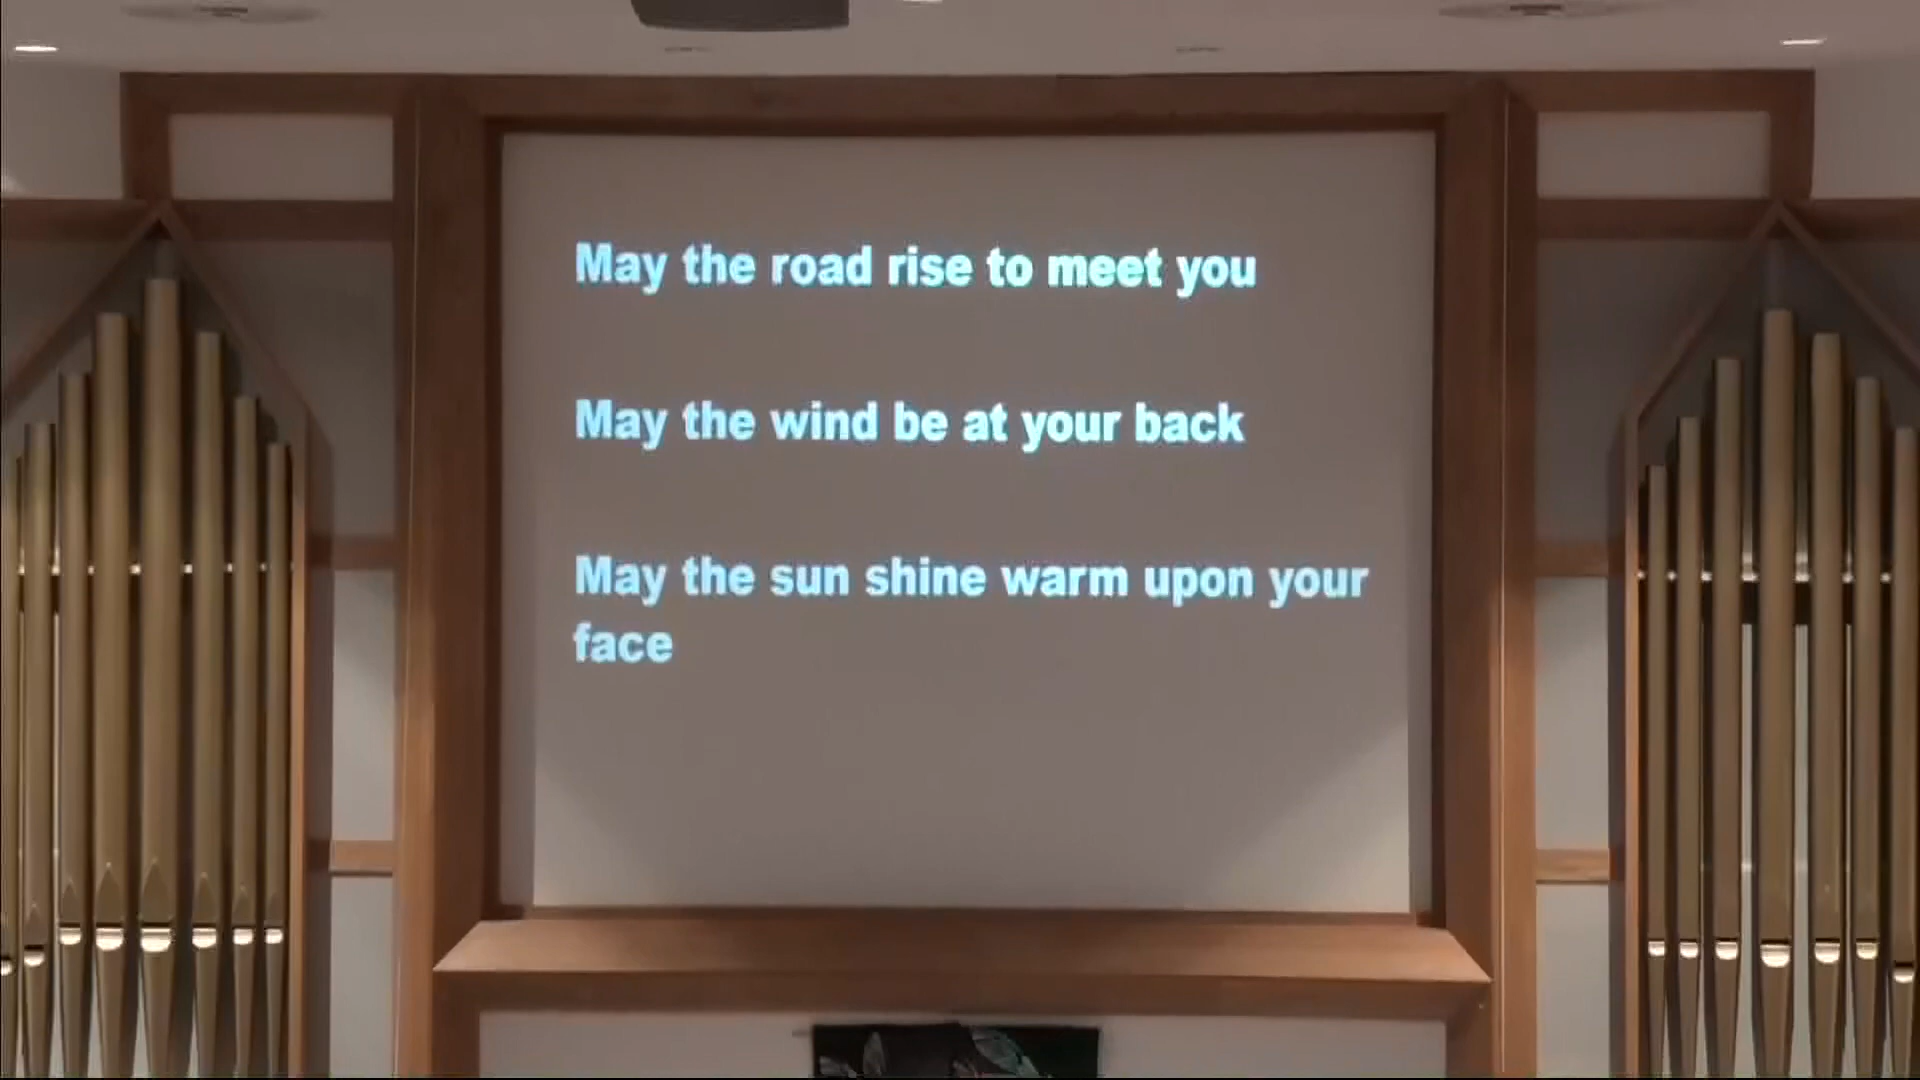 May the road rise to meet you
May the wind be at your back
May the sun shine warm upon your
face